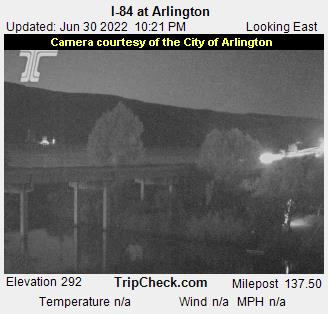 I-84 at Arlington
Updated: Jun 30 2022 10:21 PM Looking East
Camera courtesy of the City of Arlington
Elevation 292 TripCheck.com Milepost 137.50
Temperature n/a Wind n/a MPH n/a